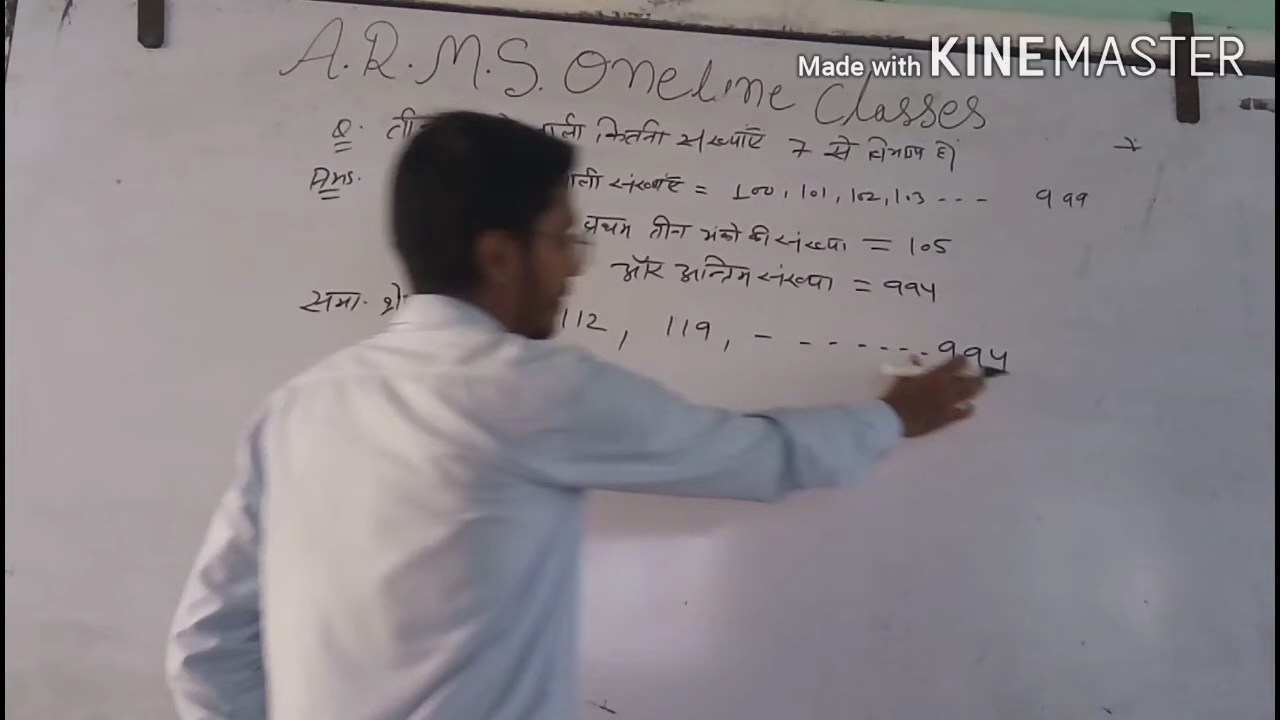 Made with KINEMASTER
A.R.M.S. Oneline Classes
Q. कितनी संख्याएँ 7 से विभाज्य हैं
Ans. संख्याएं = 100, 101, 102, 103 --- 999
प्रथम तीन अंको की संख्या = 105
और अन्तिम संख्या = 994
समा. 112, 119, - - - - - - - 994